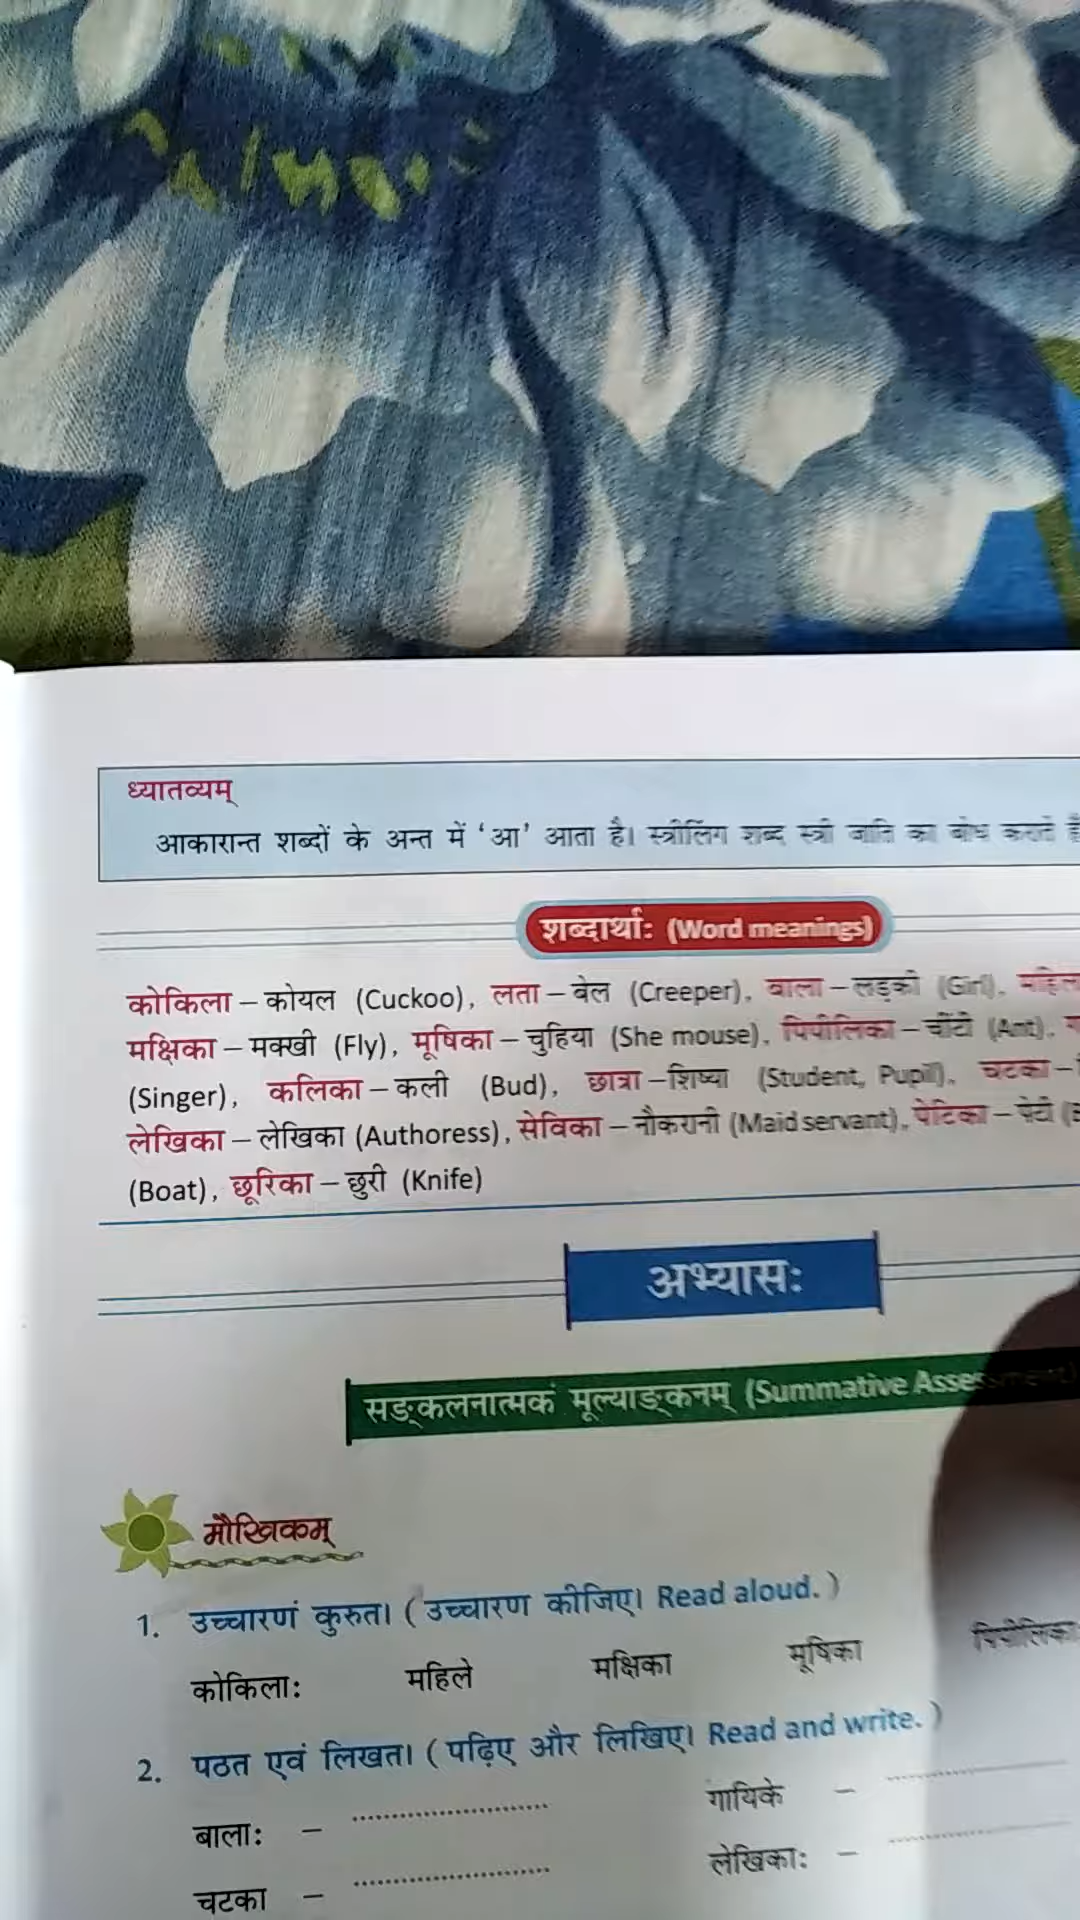 ध्यातव्यम्
आकारान्त शब्दों के अन्त में ‘आ’ आता है। स्त्रीलिंग शब्द स्त्री जाति का बोध कराते
शब्दार्था: (Word meanings)
कोकिला – कोयल (Cuckoo), लता – बेल (Creeper), बाला – लड़की (Girl),
मक्षिका – मक्खी (Fly), मूषिका – चुहिया (She mouse), पिपीलिका – चींटी (Ant),
(Singer), कलिका – कली (Bud), छात्रा –शिष्या (Student, Pupil), चटका –
लेखिका – लेखिका (Authoress), सेविका – नौकरानी (Maid servant), पेटिका – पेटी
(Boat), छूरिका – छुरी (Knife)
अभ्यास:
सङ्कलनात्मकं मूल्याङ्कनम् (Summative Assessment)
मौखिकम्
1. उच्चारणं कुरुत। ( उच्चारण कीजिए। Read aloud. )
कोकिला: महिले मक्षिका मूषिका पिपीलिका
2. पठत एवं लिखत। ( पढ़िए और लिखिए। Read and write. )
बाला: – .............................. गायिके – ..............................
चटका – .............................. लेखिका: – ..............................